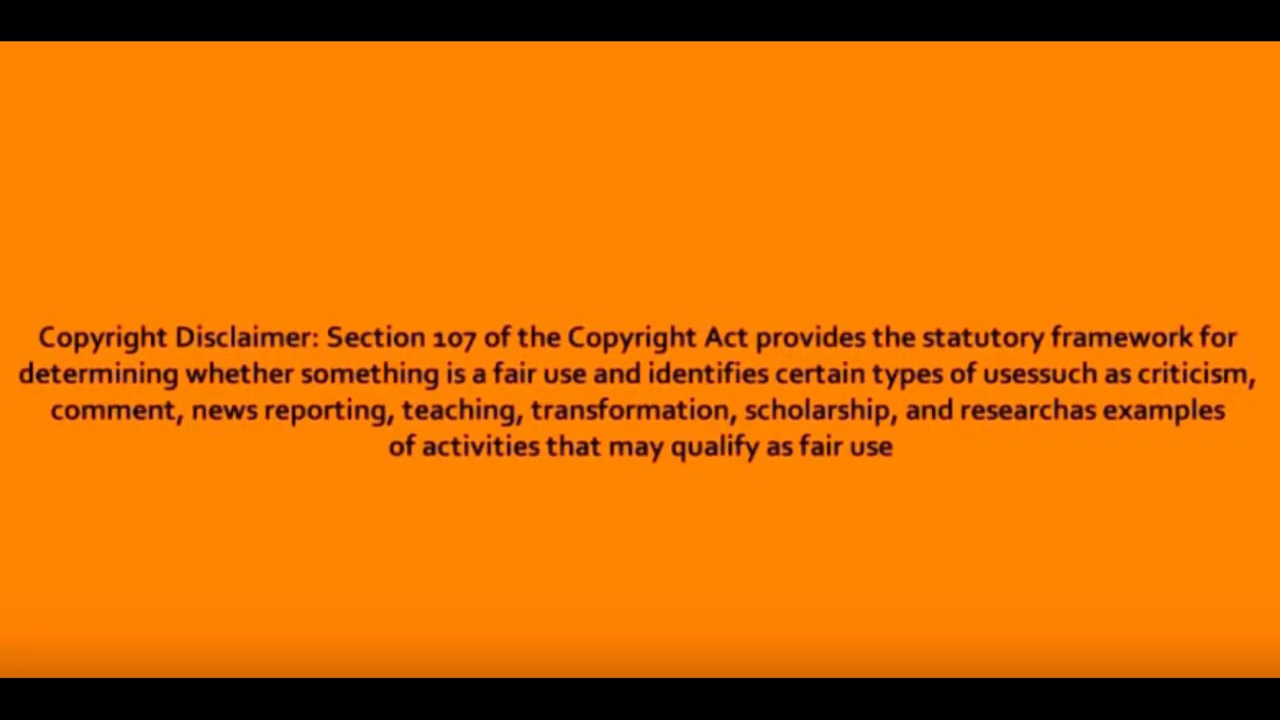 Copyright Disclaimer: Section 107 of the Copyright Act provides the statutory framework for
determining whether something is a fair use and identifies certain types of usessuch as criticism,
comment, news reporting, teaching, transformation, scholarship, and researchas examples
of activities that may qualify as fair use